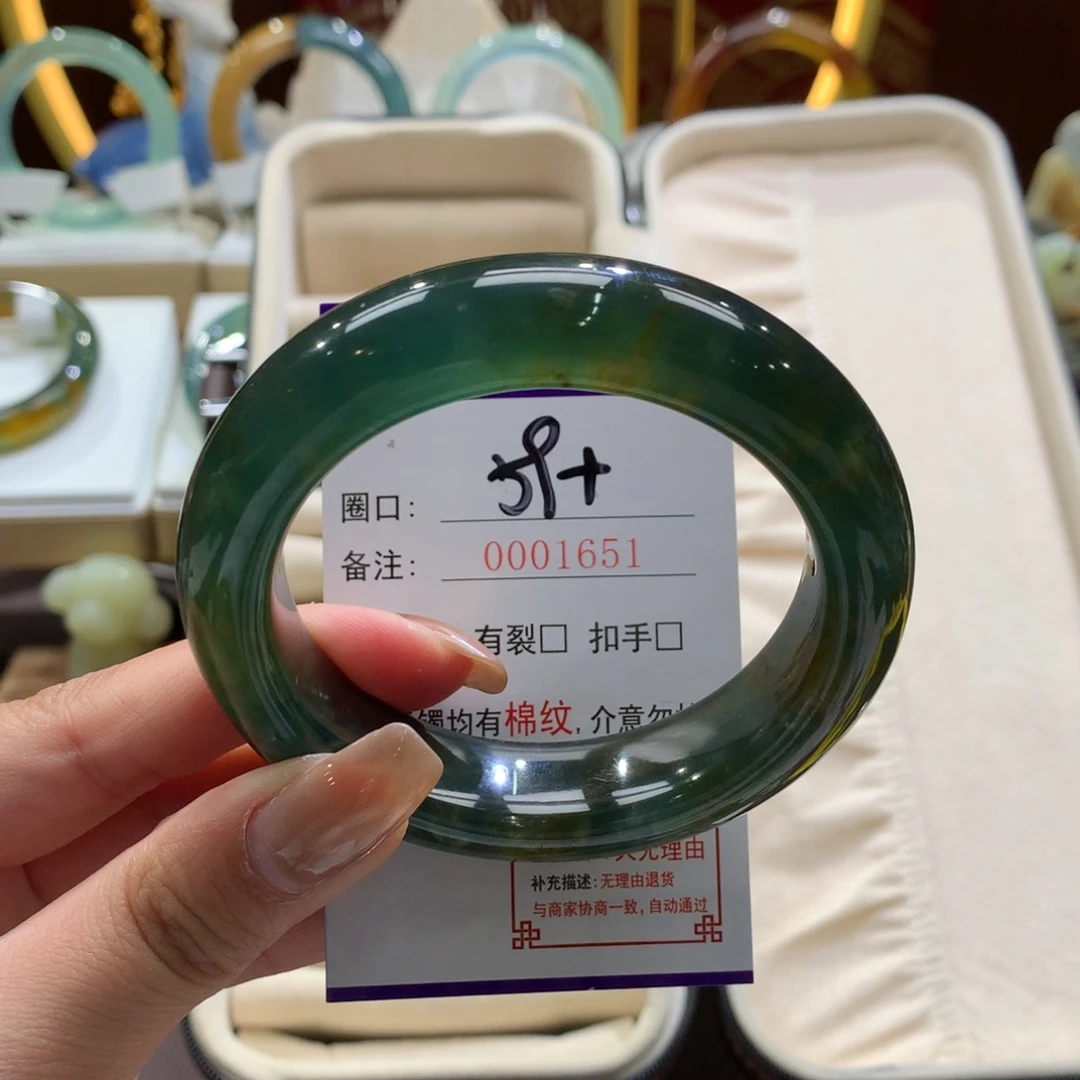 59+
圈口:
备注: 0001651
有裂□ 扣手□
镯均有棉纹, 介意勿
无理由
补充描述:无理由退货
与商家协商一致, 自动通过